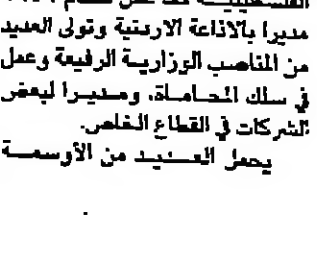 مديرا بالاذاعة الاردنية وتولى العديد
من المناصب الوزارية الرفيعة وعمل
في سلك المحاماة، ومديرا لبعض
الشركات في القطاع الخاص.
يحمل العديد من الأوسمة